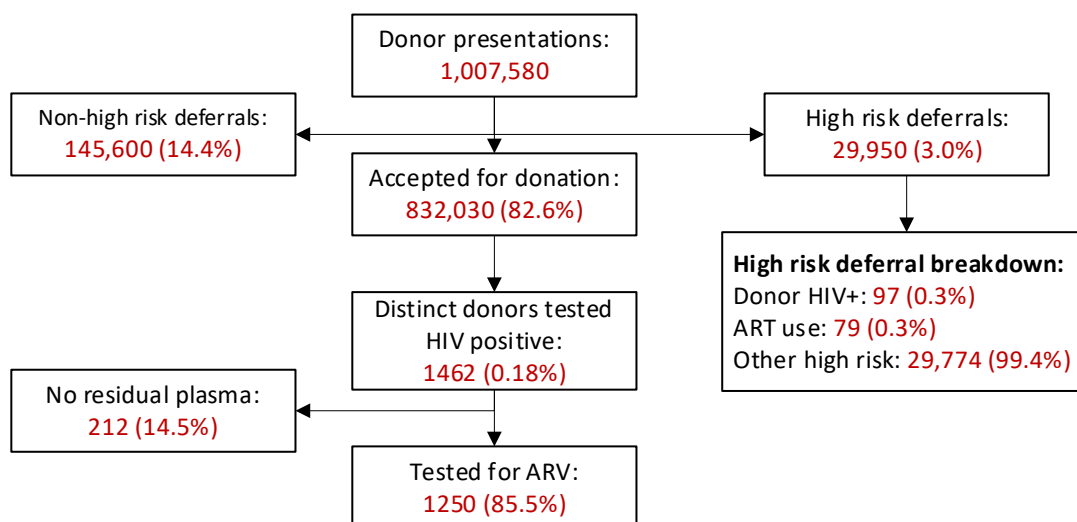 Donor presentations:
1,007,580
Non-high risk deferrals:
145,600 (14.4%)
High risk deferrals:
29,950 (3.0%)
Accepted for donation:
832,030 (82.6%)
High risk deferral breakdown:
Donor HIV+: 97 (0.3%)
ART use: 79 (0.3%)
Other high risk: 29,774 (99.4%)
Distinct donors tested
HIV positive:
1462 (0.18%)
No residual plasma:
212 (14.5%)
Tested for ARV:
1250 (85.5%)